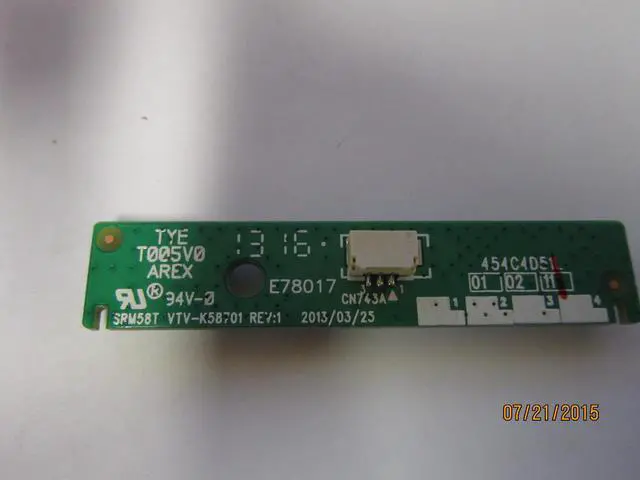 TYE
T005V0
AREX
1316.
454C4D51
01 02 11
R® 94V-0
E78017
CN743A 1
1 2 3 4
SRM58T VTV-K58701 REV:1 2013/03/25
07/21/2015